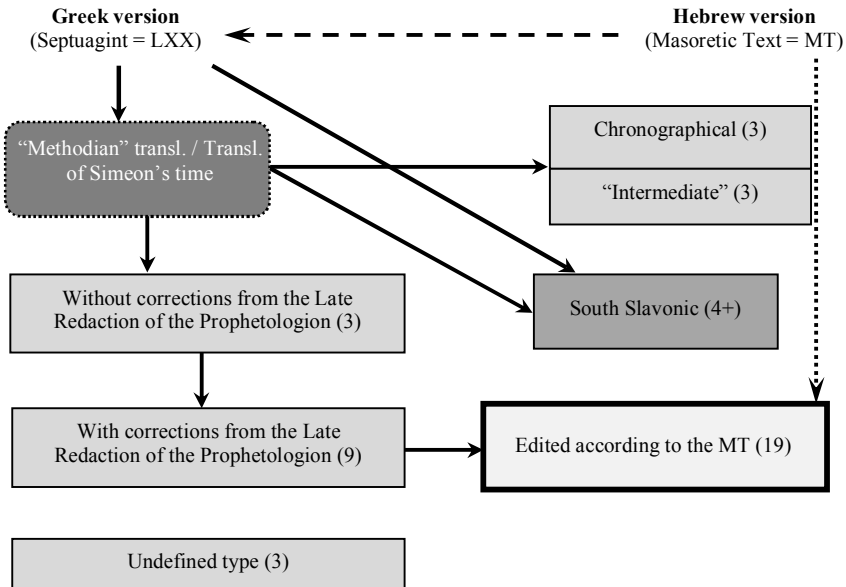 Greek version
(Septuagint = LXX)
Hebrew version
(Masoretic Text = MT)
“Methodian” transl. / Transl.
of Simeon’s time
Chronographical (3)
“Intermediate” (3)
Without corrections from the Late
Redaction of the Prophetologion (3)
South Slavonic (4+)
With corrections from the Late
Redaction of the Prophetologion (9)
Edited according to the MT (19)
Undefined type (3)